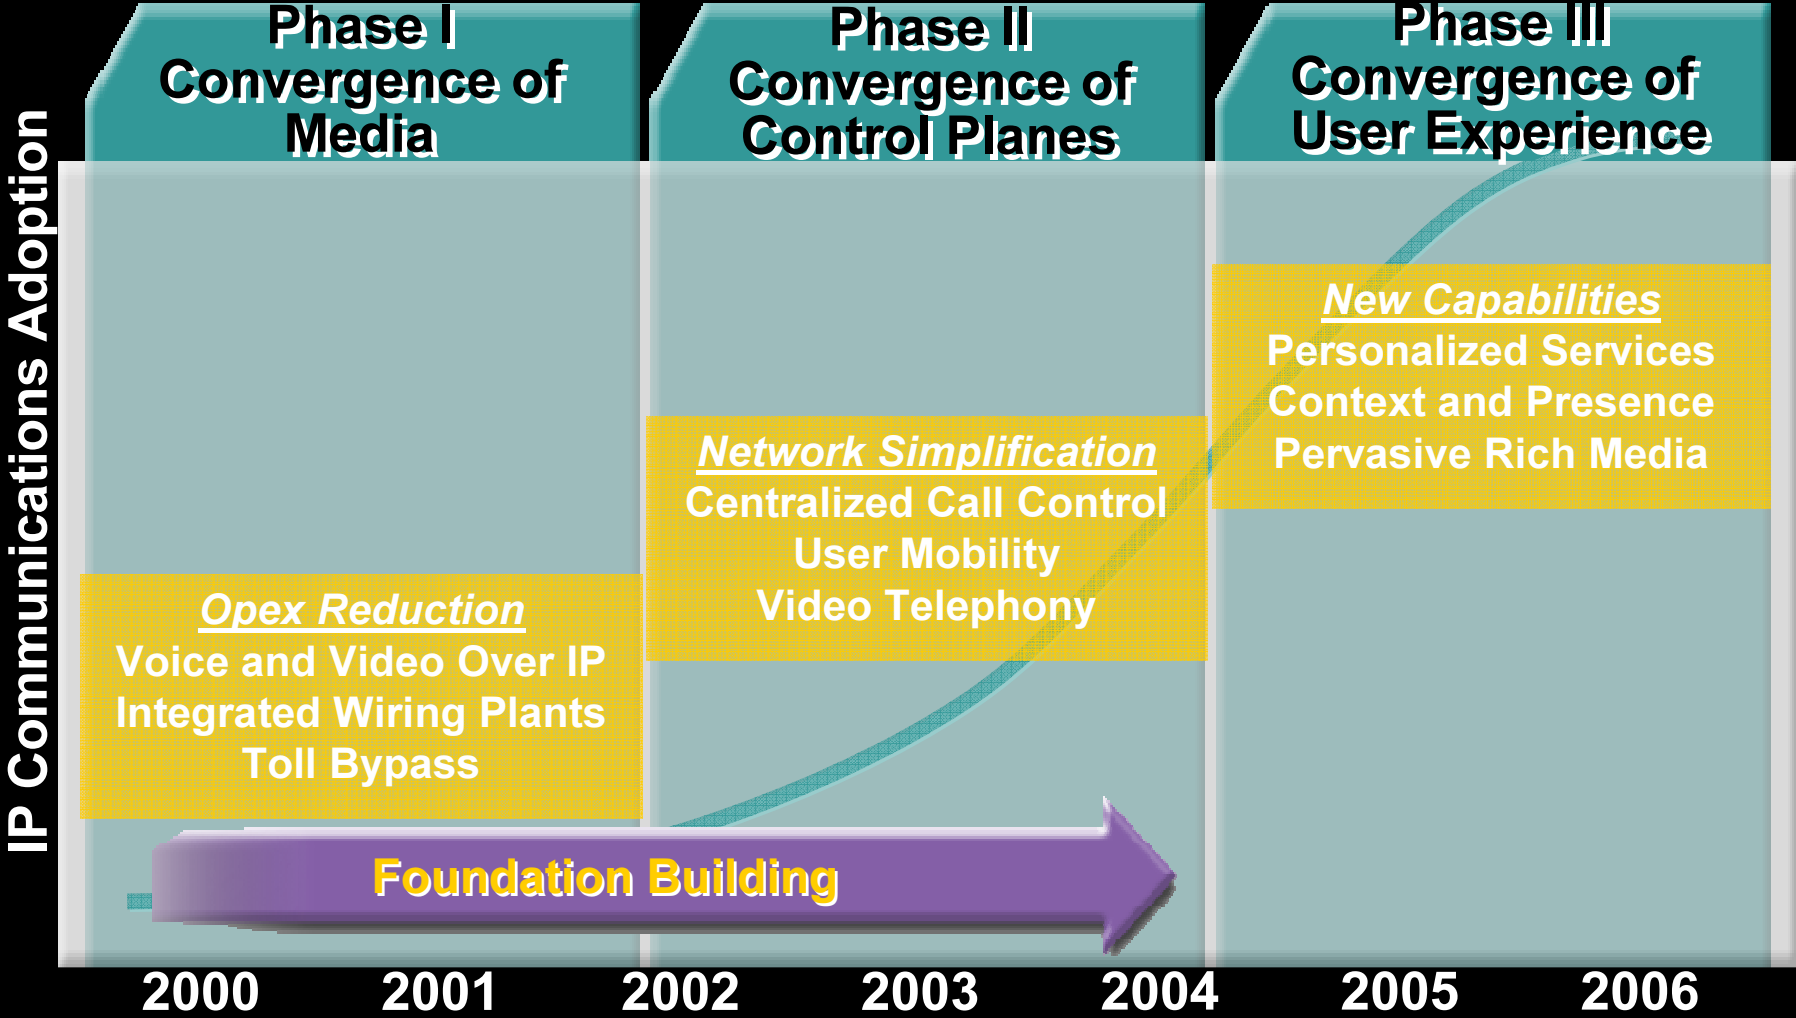 Phase I
Convergence of
Media
Phase II
Convergence of
Control Planes
Phase III
Convergence of
User Experience
IP Communications Adoption
New Capabilities
Personalized Services
Context and Presence
Pervasive Rich Media
Network Simplification
Centralized Call Control
User Mobility
Video Telephony
Opex Reduction
Voice and Video Over IP
Integrated Wiring Plants
Toll Bypass
Foundation Building
2000 2001 2002 2003 2004 2005 2006